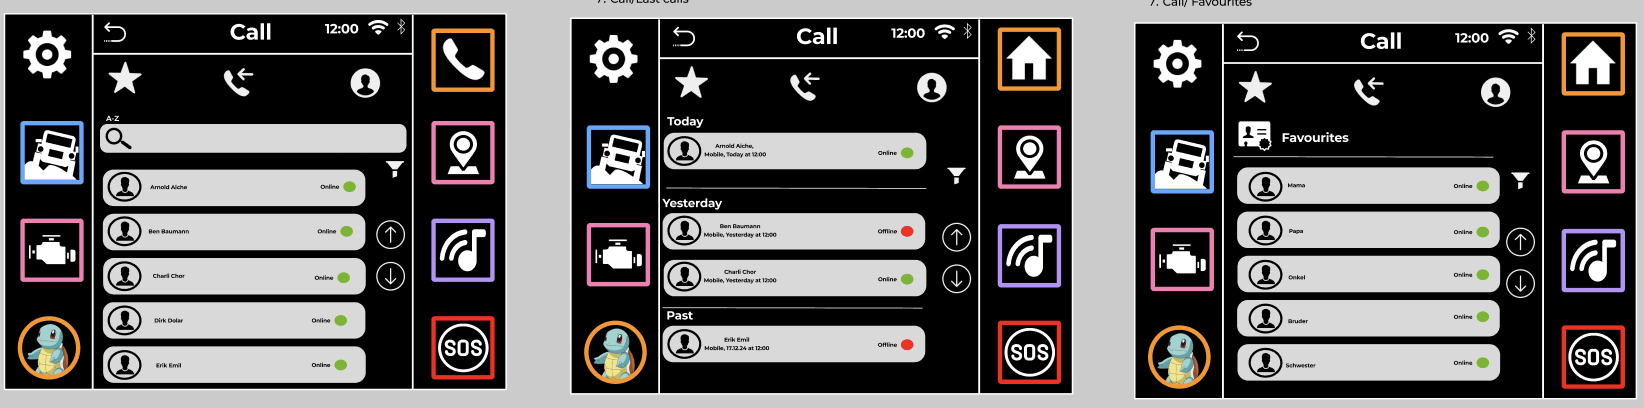 Call
12:00
A-Z
Arnold Aiche
Online
Ben Baumann
Online
Charli Chor
Online
Dirk Dolar
Online
Erik Emil
Online
SOS
7. Call/Last calls
Call
12:00
Today
Arnold Aiche,
Mobile, Today at 12:00
Online
Yesterday
Ben Baumann
Mobile, Yesterday at 12:00
Offline
Charli Chor
Mobile, Yesterday at 12:00
Online
Past
Erik Emil
Mobile, 17.12.24 at 12:00
Offline
SOS
7. Call/ Favourites
Call
12:00
Favourites
Mama
Online
Papa
Online
Onkel
Online
Bruder
Online
Schwester
Online
SOS